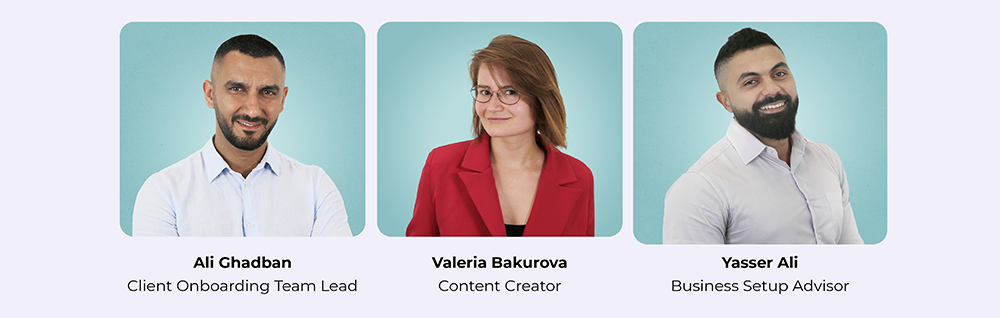 Ali Ghadban
Client Onboarding Team Lead
Valeria Bakurova
Content Creator
Yasser Ali
Business Setup Advisor